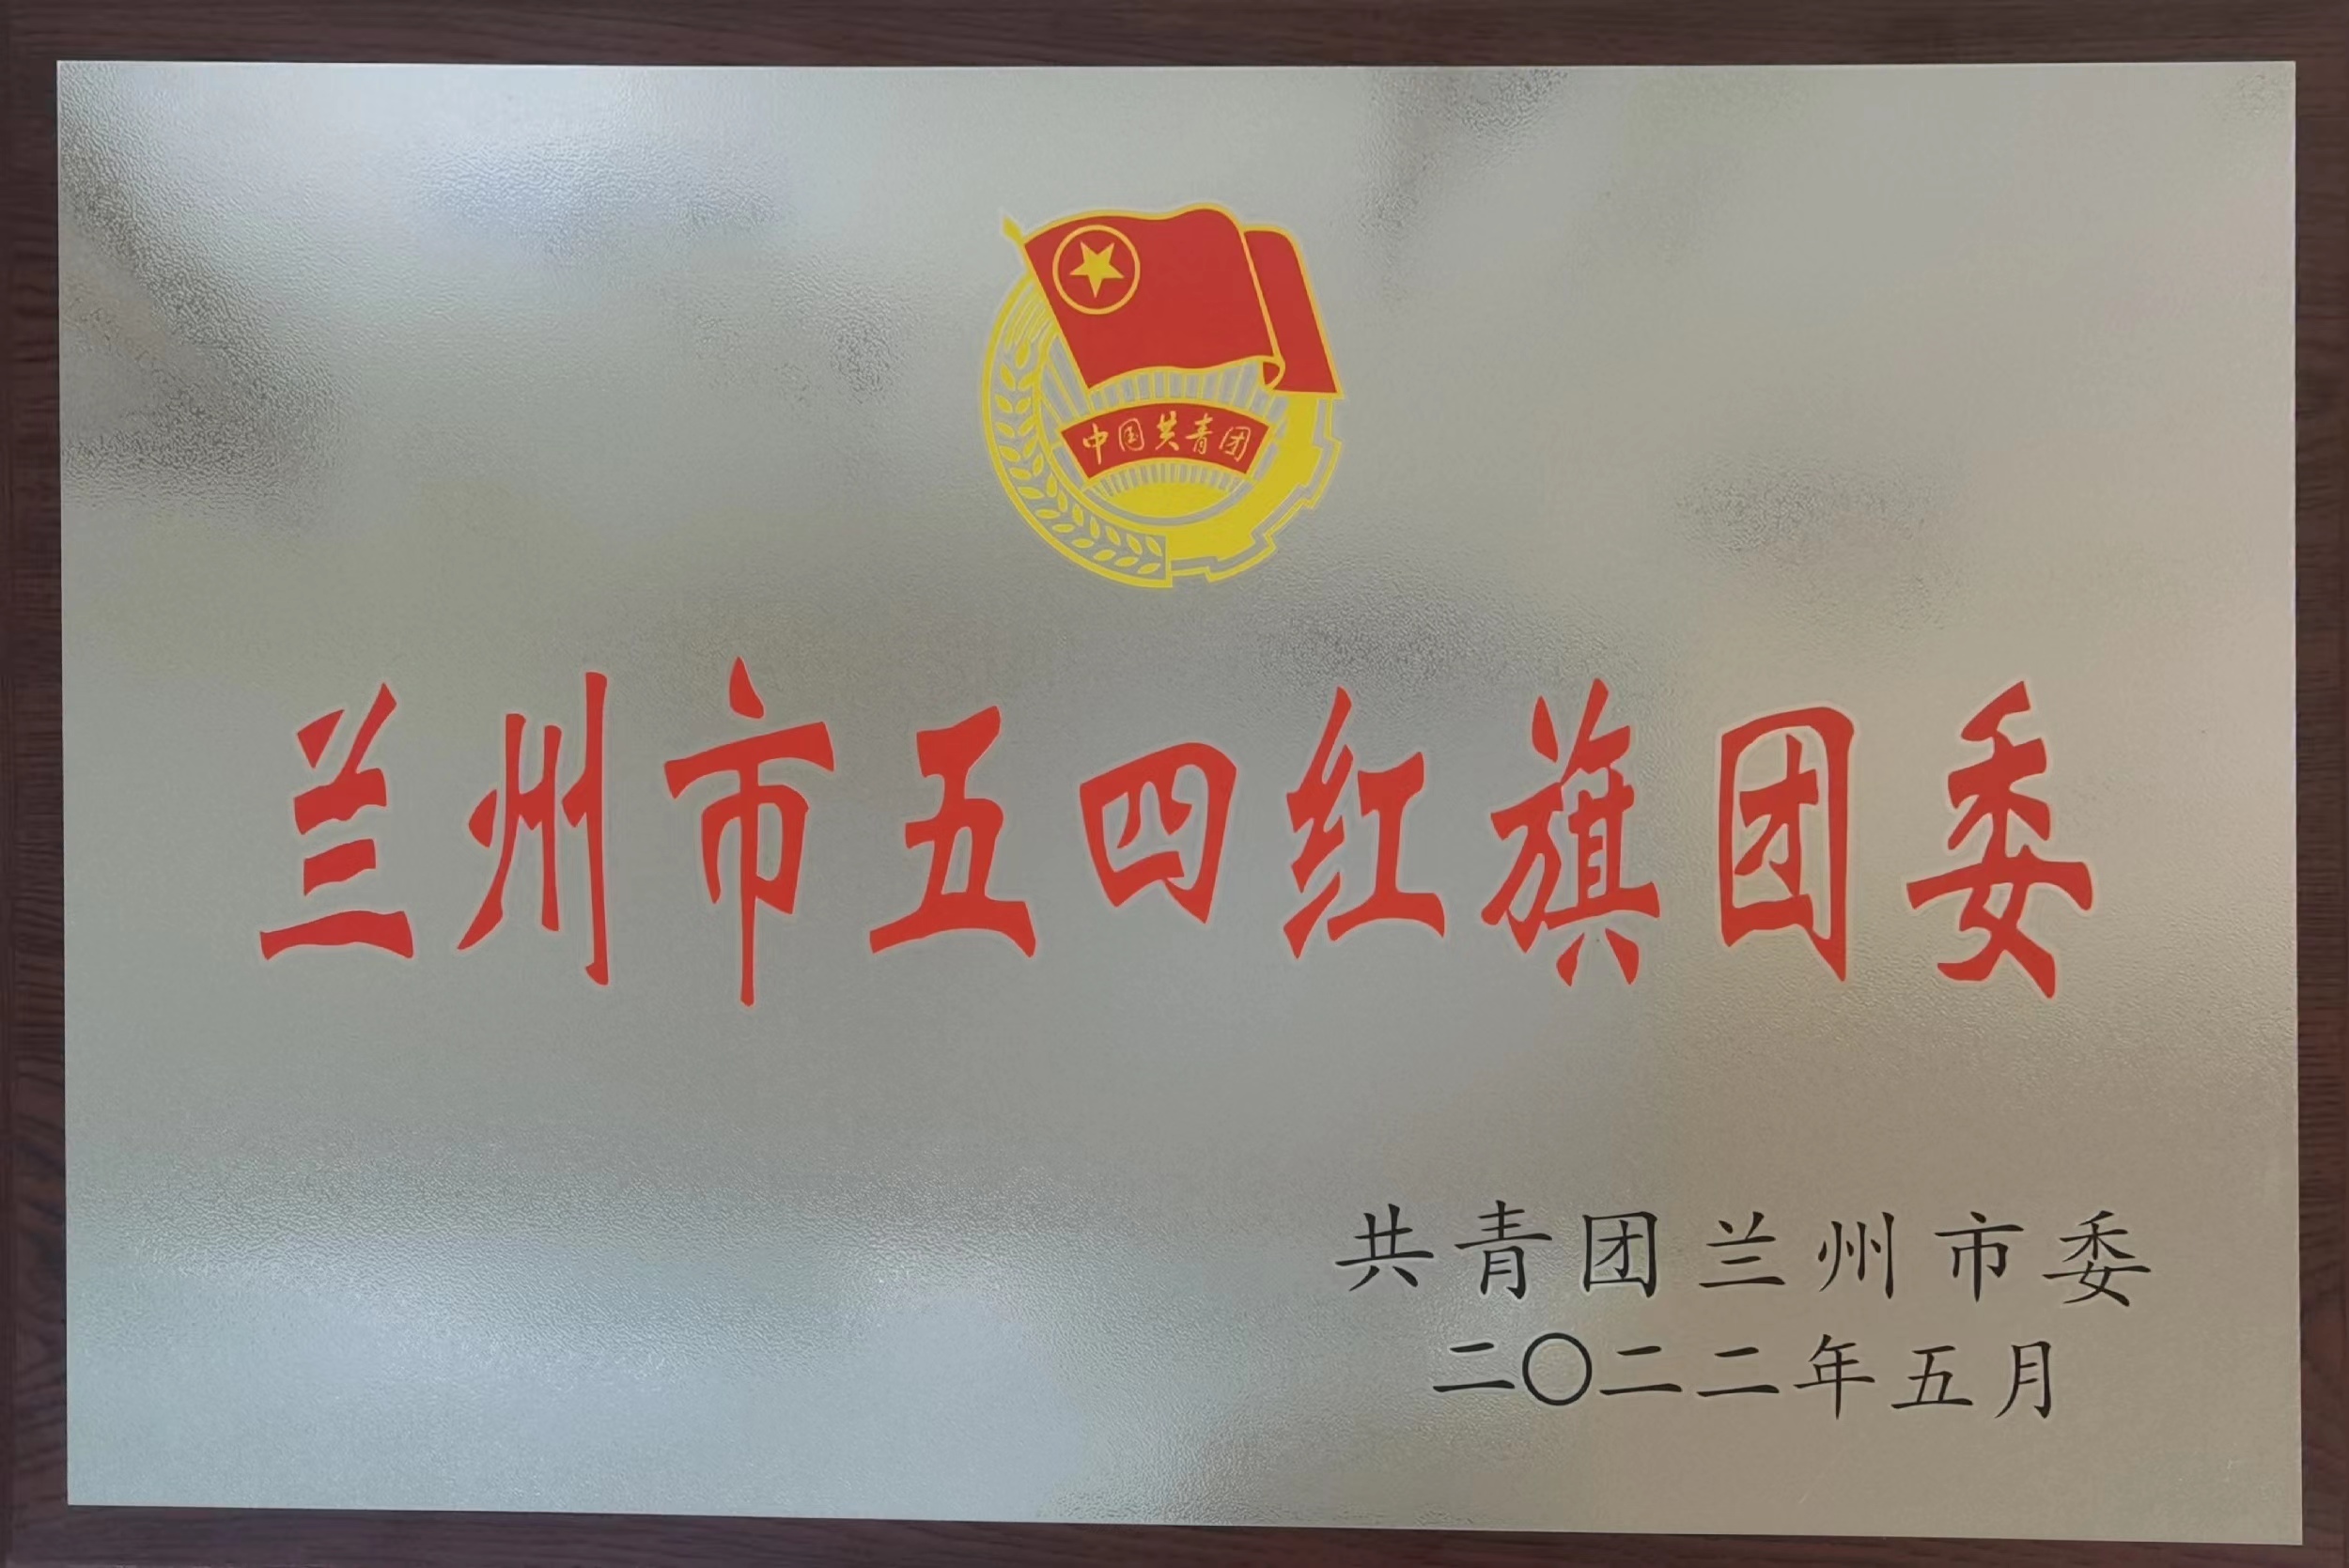 中国共青团
兰州市五四红旗团委
共青团兰州市委
二〇二二年五月